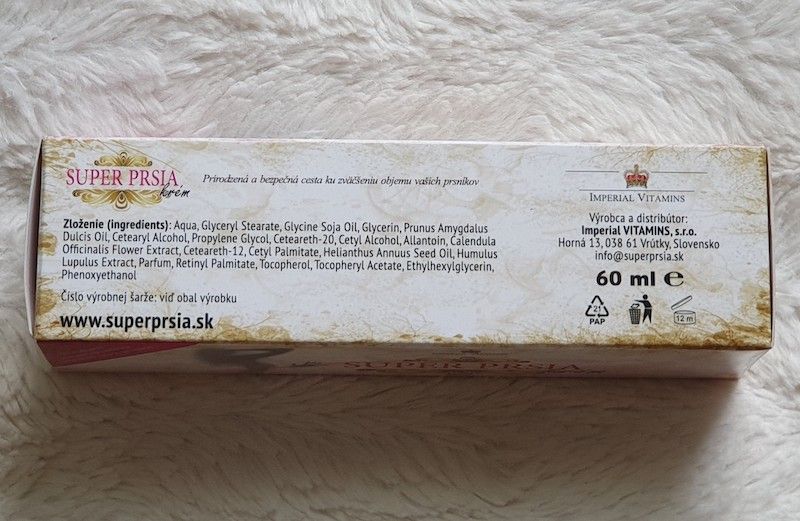 SUPER PRSIA
krém
Prirodzená a bezpečná cesta ku zväčšeniu objemu vašich prsníkov
Zloženie (ingredients): Aqua, Glyceryl Stearate, Glycine Soja Oil, Glycerin, Prunus Amygdalus
Dulcis Oil, Cetearyl Alcohol, Propylene Glycol, Ceteareth-20, Cetyl Alcohol, Allantoin, Calendula
Officinalis Flower Extract, Ceteareth-12, Cetyl Palmitate, Helianthus Annuus Seed Oil, Humulus
Lupulus Extract, Parfum, Retinyl Palmitate, Tocopherol, Tocopheryl Acetate, Ethylhexylglycerin,
Phenoxyethanol
Číslo výrobnej šarže: viď obal výrobku
www.superprsia.sk
IMPERIAL VITAMINS
Výrobca a distribútor:
Imperial VITAMINS, s.r.o.
Horná 13, 038 61 Vrútky, Slovensko
info@superprsia.sk
60 ml ℮
21
PAP
12 m
SUPER PRSIA